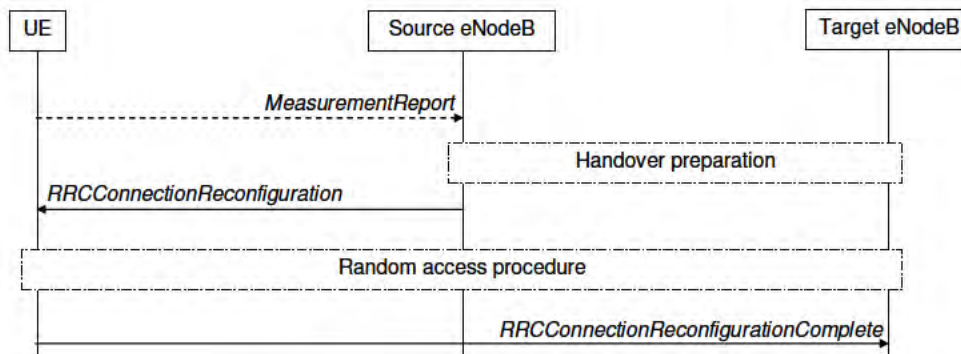 UE
Source eNodeB
Target eNodeB
MeasurementReport
Handover preparation
RRCConnectionReconfiguration
Random access procedure
RRCConnectionReconfigurationComplete